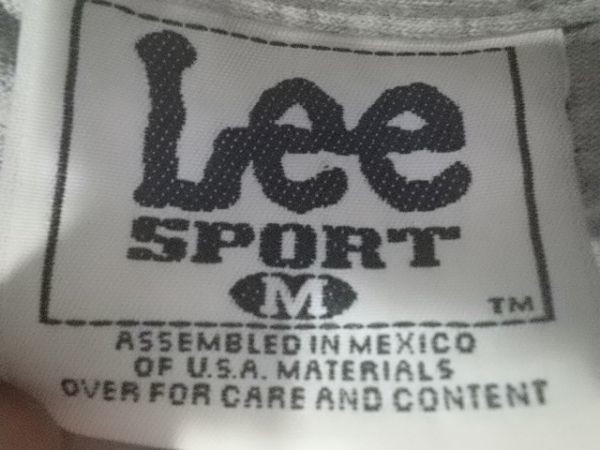 Lee
SPORT
M
TM
ASSEMBLED IN MEXICO
OF U.S.A. MATERIALS
OVER FOR CARE AND CONTENT